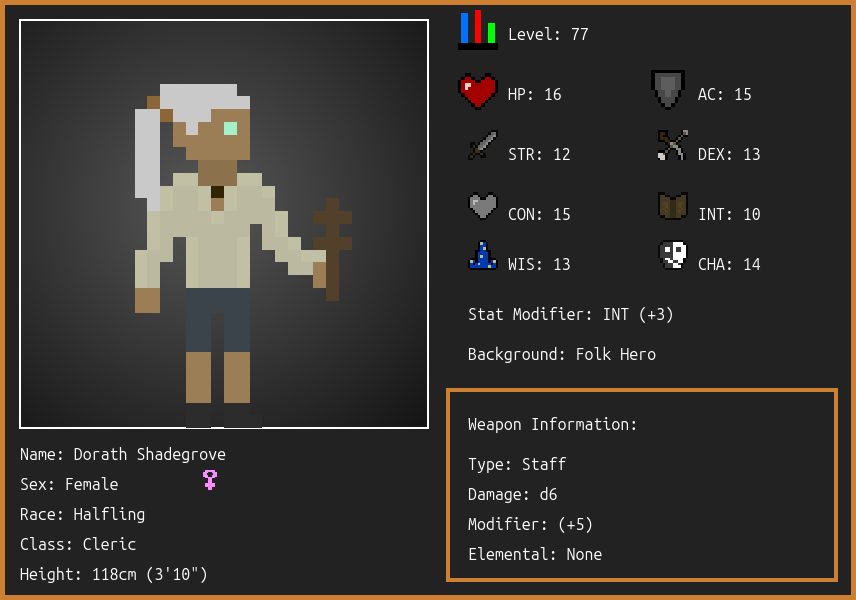 Level: 77
HP: 16
AC: 15
STR: 12
DEX: 13
CON: 15
INT: 10
WIS: 13
CHA: 14
Stat Modifier: INT (+3)
Background: Folk Hero
Weapon Information:
Type: Staff
Damage: d6
Modifier: (+5)
Elemental: None
Name: Dorath Shadegrove
Sex: Female
Race: Halfling
Class: Cleric
Height: 118cm (3'10")